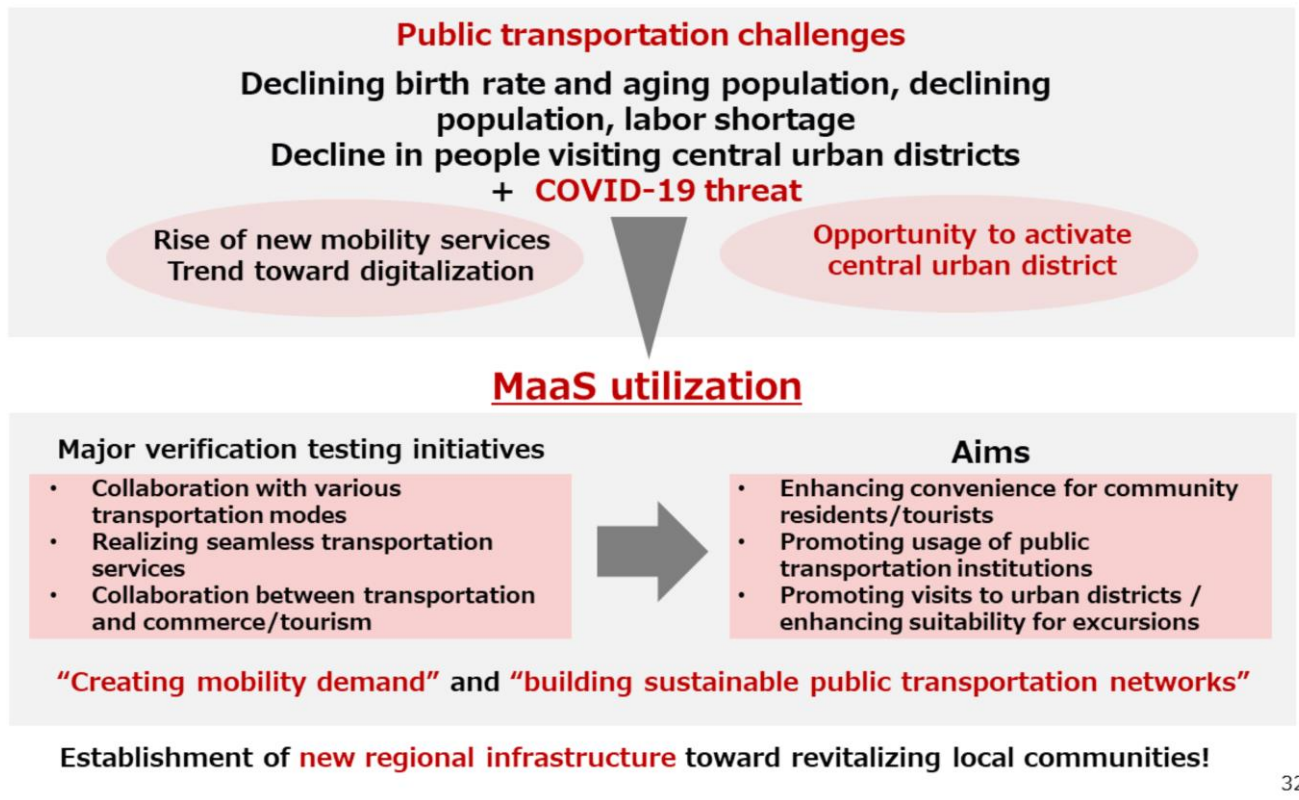 Public transportation challenges
Declining birth rate and aging population, declining
population, labor shortage
Decline in people visiting central urban districts
+ COVID-19 threat
Rise of new mobility services
Trend toward digitalization
Opportunity to activate
central urban district
MaaS utilization
Major verification testing initiatives
• Collaboration with various
transportation modes
• Realizing seamless transportation
services
• Collaboration between transportation
and commerce/tourism
Aims
• Enhancing convenience for community
residents/tourists
• Promoting usage of public
transportation institutions
• Promoting visits to urban districts /
enhancing suitability for excursions
“Creating mobility demand” and “building sustainable public transportation networks”
Establishment of new regional infrastructure toward revitalizing local communities!
32